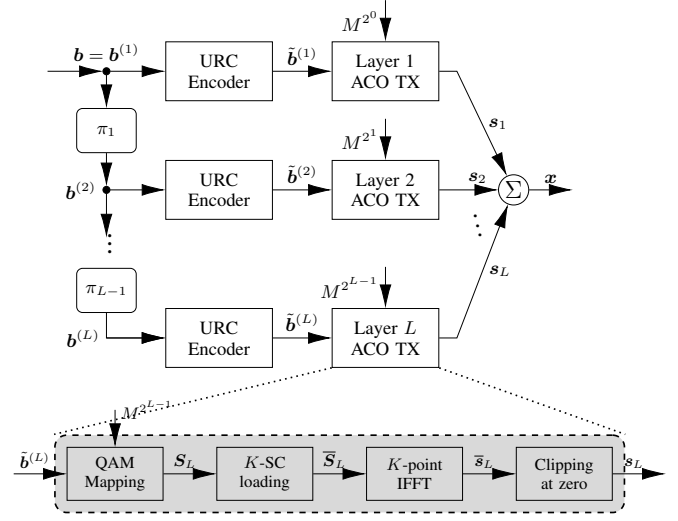 M^{2^0}
b = b^{(1)}
URC
Encoder
b̃^{(1)}
Layer 1
ACO TX
π_1
s_1
M^{2^1}
b^{(2)}
URC
Encoder
b̃^{(2)}
Layer 2
ACO TX
s_2
Σ
x
⋮
⋱
π_{L−1}
M^{2^{L−1}}
s_L
b^{(L)}
URC
Encoder
b̃^{(L)}
Layer L
ACO TX
M^{2^{L−1}}
b̃^{(L)}
QAM
Mapping
S_L
K-SC
loading
S̅_L
K-point
IFFT
s̅_L
Clipping
at zero
s_L